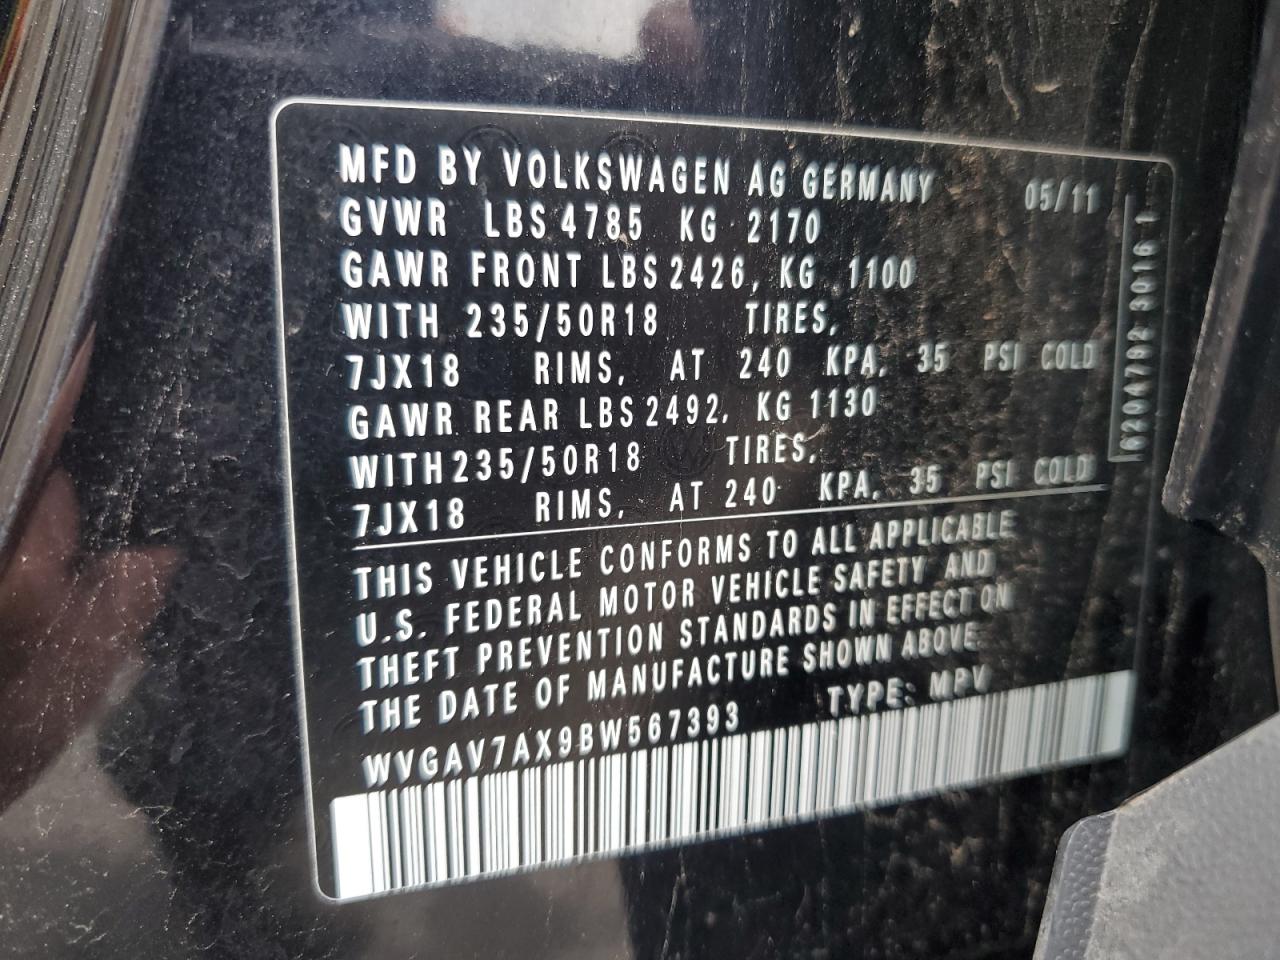 MFD BY VOLKSWAGEN AG GERMANY 05/11
GVWR LBS 4785 KG 2170
GAWR FRONT LBS 2426, KG 1100
WITH 235/50R18 TIRES,
7JX18 RIMS, AT 240 KPA, 35 PSI COLD
GAWR REAR LBS 2492, KG 1130
WITH 235/50R18 TIRES,
7JX18 RIMS, AT 240 KPA, 35 PSI COLD
THIS VEHICLE CONFORMS TO ALL APPLICABLE
U.S. FEDERAL MOTOR VEHICLE SAFETY AND
THEFT PREVENTION STANDARDS IN EFFECT ON
THE DATE OF MANUFACTURE SHOWN ABOVE
WVGAV7AX9BW567393 TYPE: MPV